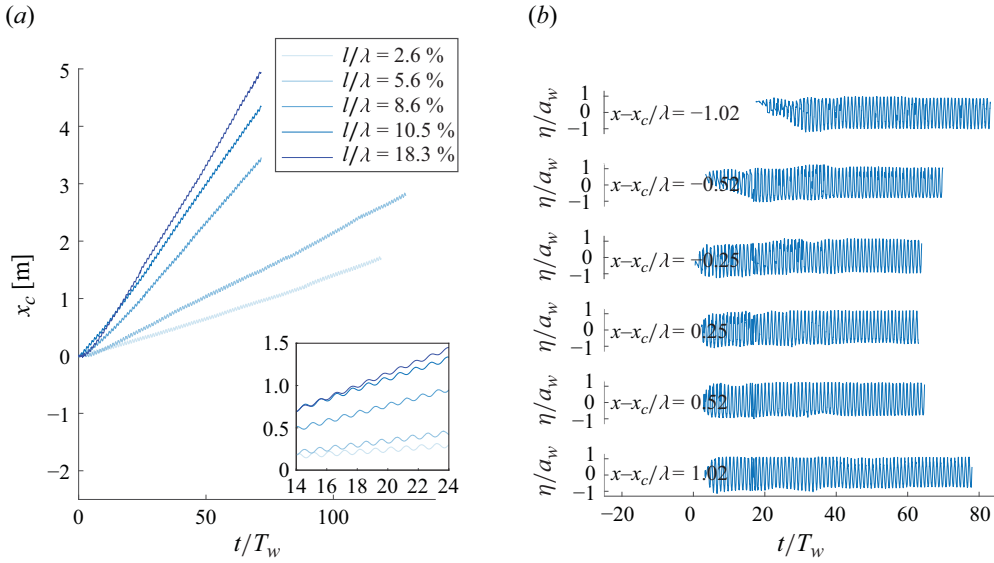 (a)
(b)
l/λ = 2.6 %
l/λ = 5.6 %
l/λ = 8.6 %
l/λ = 10.5 %
l/λ = 18.3 %
5
4
3
2
1
0
−1
−2
x_c [m]
0
50
100
t/T_w
1.5
1.0
0.5
0
14
16
18
20
22
24
η/a_w
1
0
−1
x–x_c/λ = −1.02
η/a_w
1
0
−1
x–x_c/λ = −0.52
η/a_w
1
0
−1
x–x_c/λ = −0.25
η/a_w
1
0
−1
x–x_c/λ = 0.25
η/a_w
1
0
−1
x–x_c/λ = 0.52
η/a_w
1
0
−1
x–x_c/λ = 1.02
−20
0
20
40
60
80
t/T_w